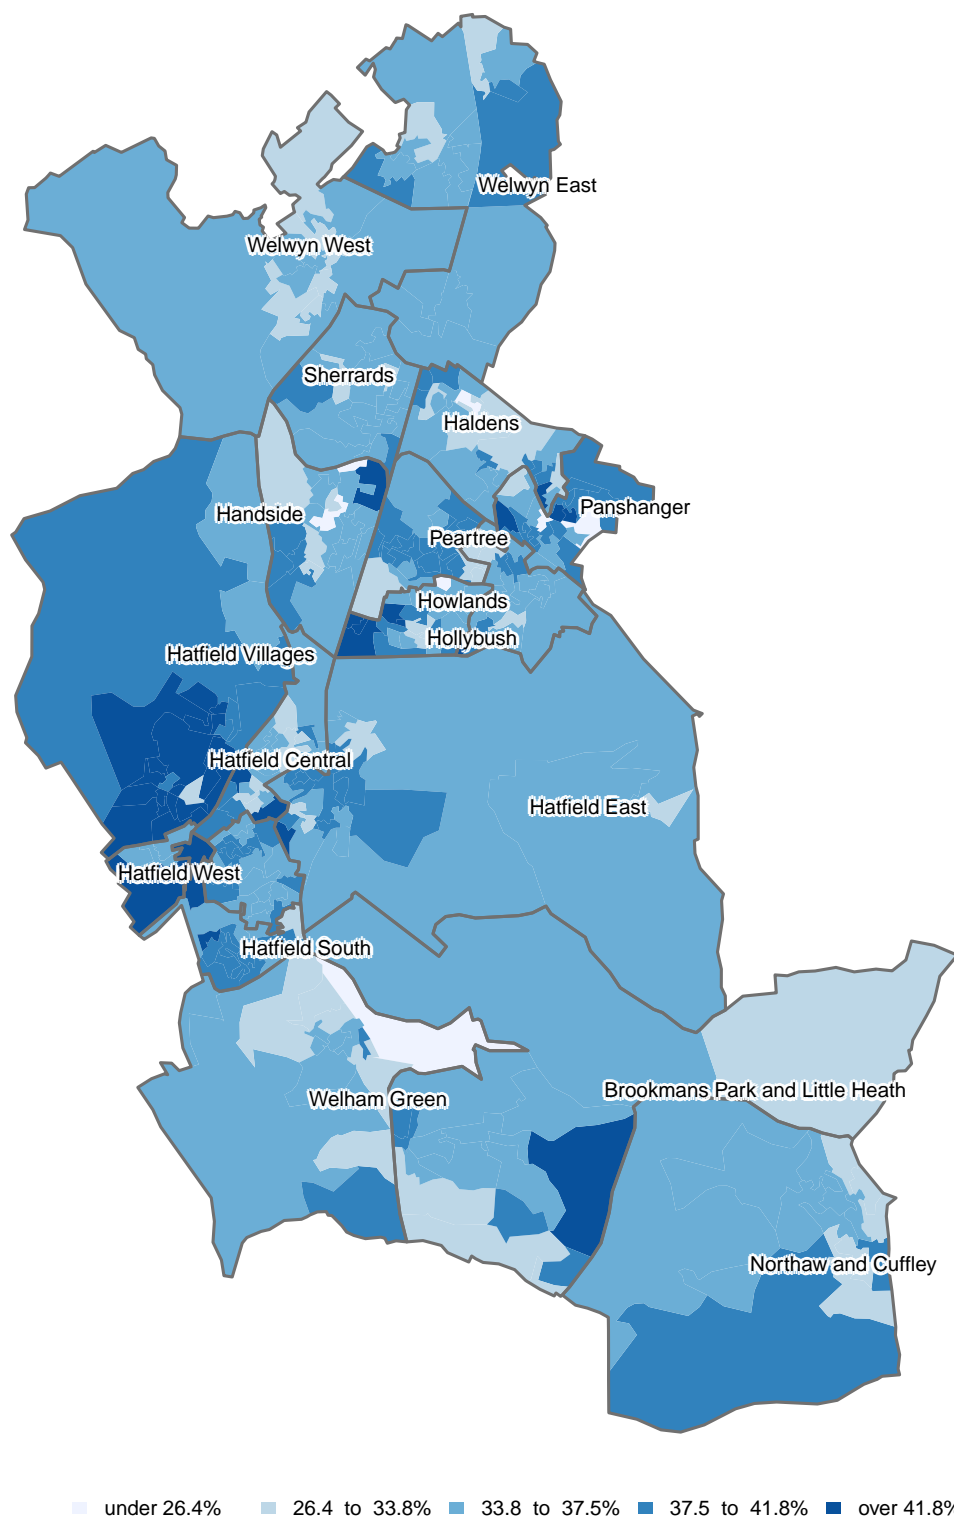 Welwyn East
Welwyn West
Sherrards
Haldens
Handside
Panshanger
Peartree
Howlands
Hollybush
Hatfield Villages
Hatfield Central
Hatfield East
Hatfield West
Hatfield South
Brookmans Park and Little Heath
Welham Green
Northaw and Cuffley
under 26.4% 26.4 to 33.8% 33.8 to 37.5% 37.5 to 41.8% over 41.8%